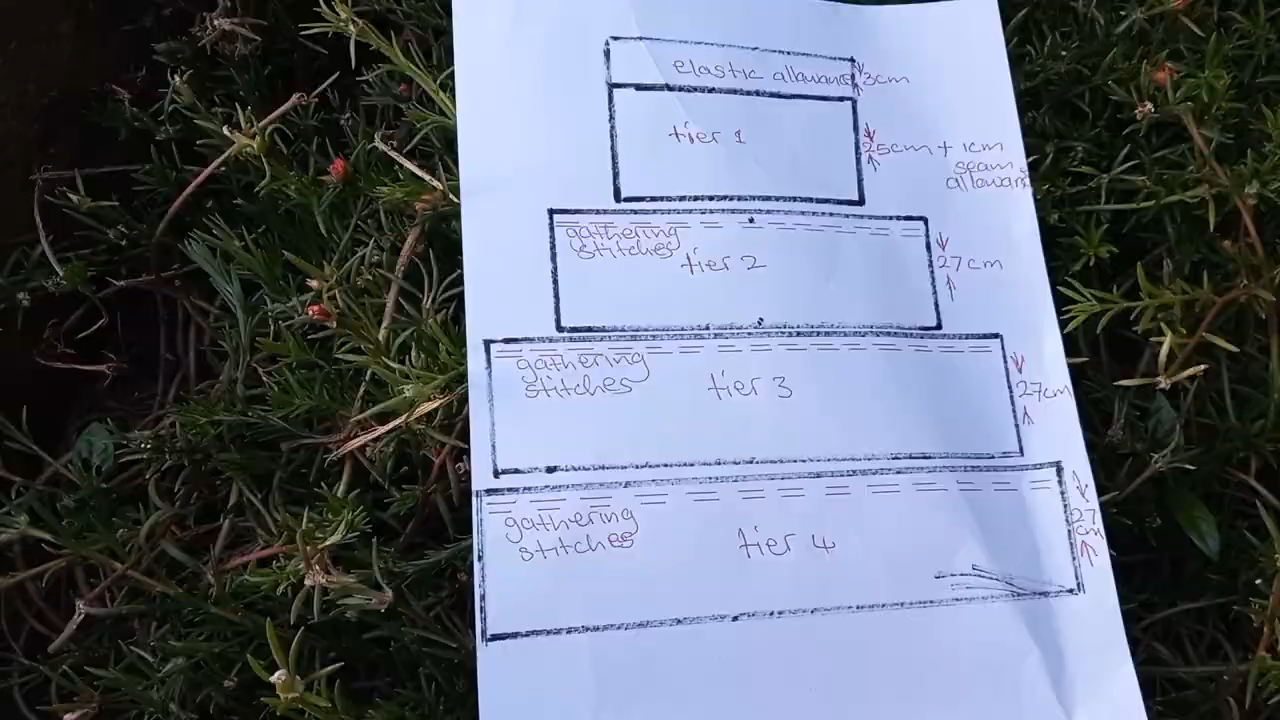 elastic allowance 3cm
tier 1
25cm + 1cm
seam
allowance
gathering
stitches
tier 2
27cm
gathering
stitches
tier 3
27cm
gathering
stitches
tier 4
27
cm